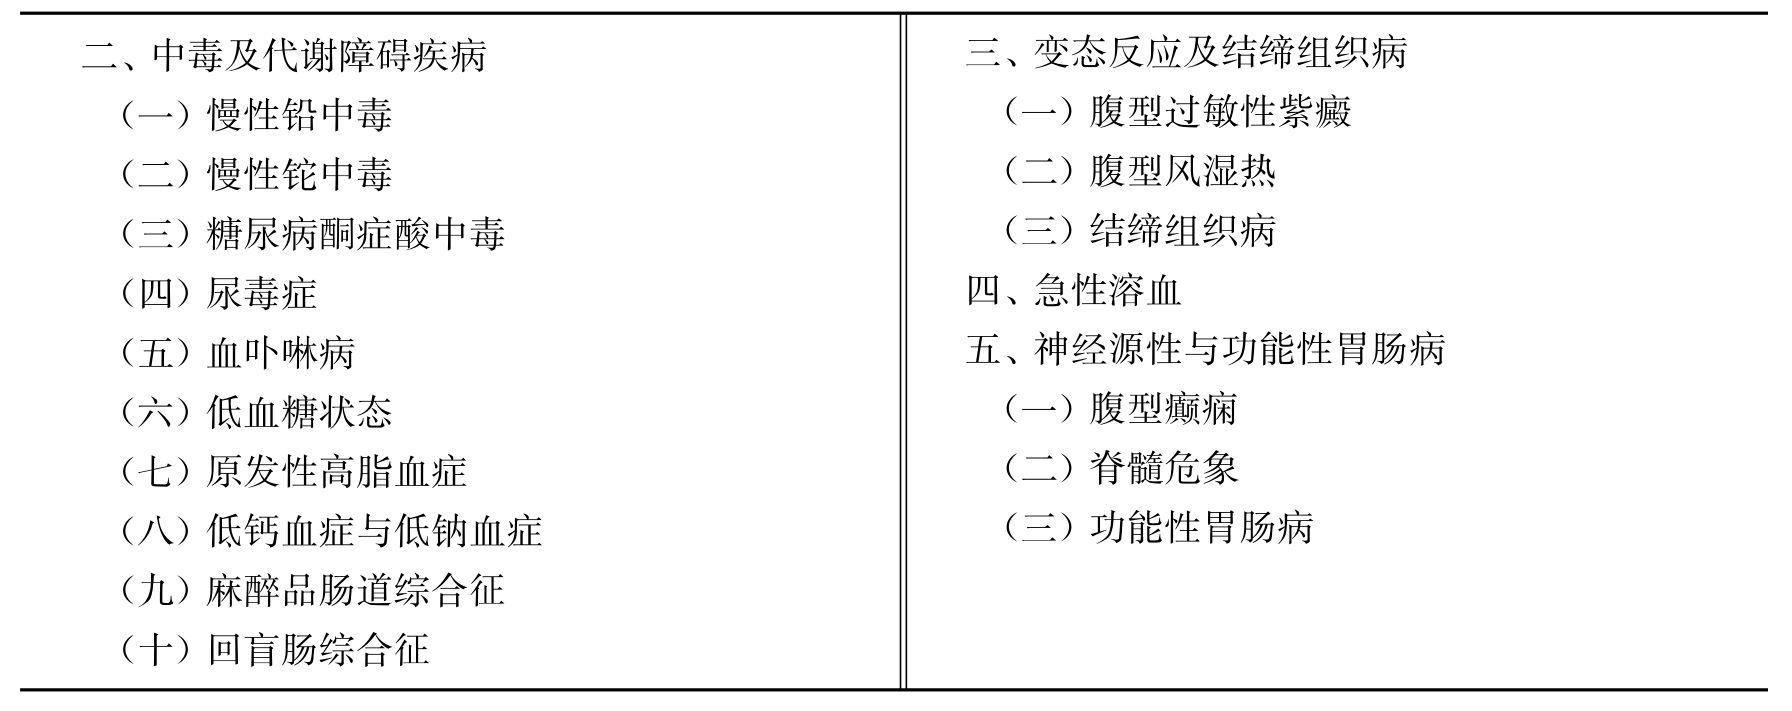 二、中毒及代谢障碍疾病
（一）慢性铅中毒
（二）慢性铊中毒
（三）糖尿病酮症酸中毒
（四）尿毒症
（五）血卟啉病
（六）低血糖状态
（七）原发性高脂血症
（八）低钙血症与低钠血症
（九）麻醉品肠道综合征
（十）回盲肠综合征
三、变态反应及结缔组织病
（一）腹型过敏性紫癜
（二）腹型风湿热
（三）结缔组织病
四、急性溶血
五、神经源性与功能性胃肠病
（一）腹型癫痫
（二）脊髓危象
（三）功能性胃肠病